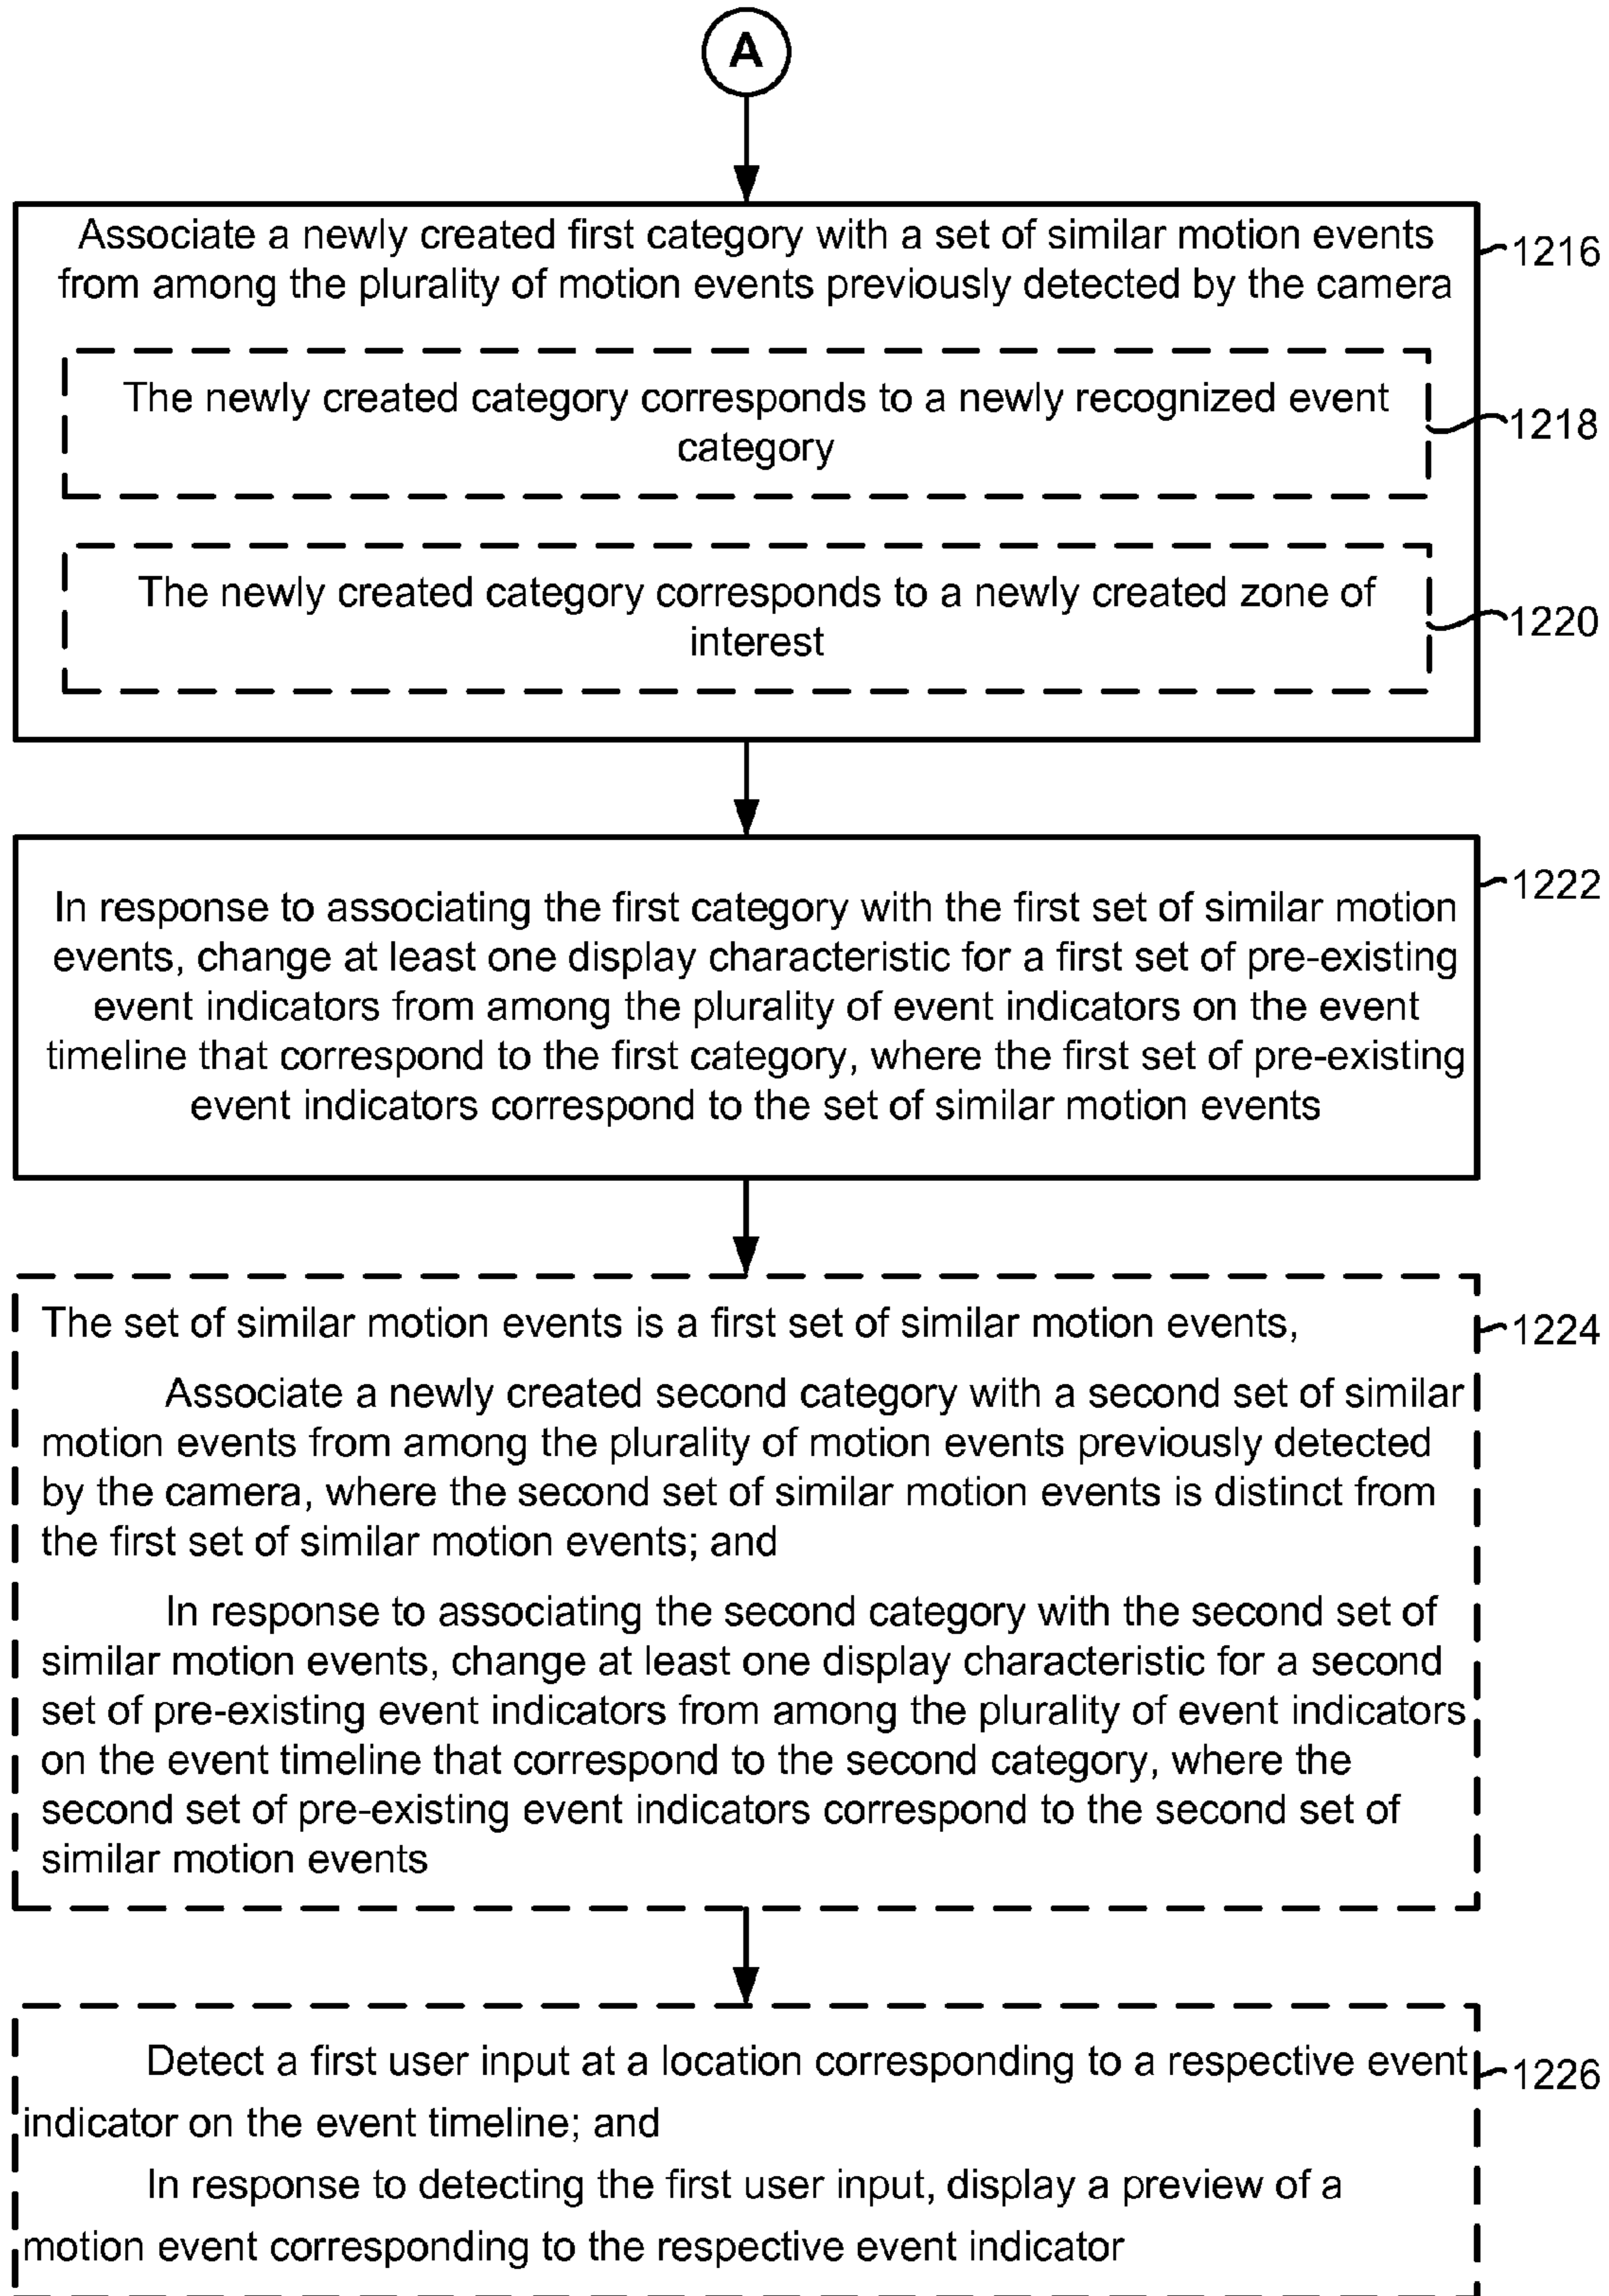 A
Associate a newly created first category with a set of similar motion events
from among the plurality of motion events previously detected by the camera
1216
The newly created category corresponds to a newly recognized event
category
1218
The newly created category corresponds to a newly created zone of
interest
1220
In response to associating the first category with the first set of similar motion
events, change at least one display characteristic for a first set of pre-existing
event indicators from among the plurality of event indicators on the event
timeline that correspond to the first category, where the first set of pre-existing
event indicators correspond to the set of similar motion events
1222
The set of similar motion events is a first set of similar motion events,
Associate a newly created second category with a second set of similar
motion events from among the plurality of motion events previously detected
by the camera, where the second set of similar motion events is distinct from
the first set of similar motion events; and
In response to associating the second category with the second set of
similar motion events, change at least one display characteristic for a second
set of pre-existing event indicators from among the plurality of event indicators
on the event timeline that correspond to the second category, where the
second set of pre-existing event indicators correspond to the second set of
similar motion events
1224
Detect a first user input at a location corresponding to a respective event
indicator on the event timeline; and
In response to detecting the first user input, display a preview of a
motion event corresponding to the respective event indicator
1226